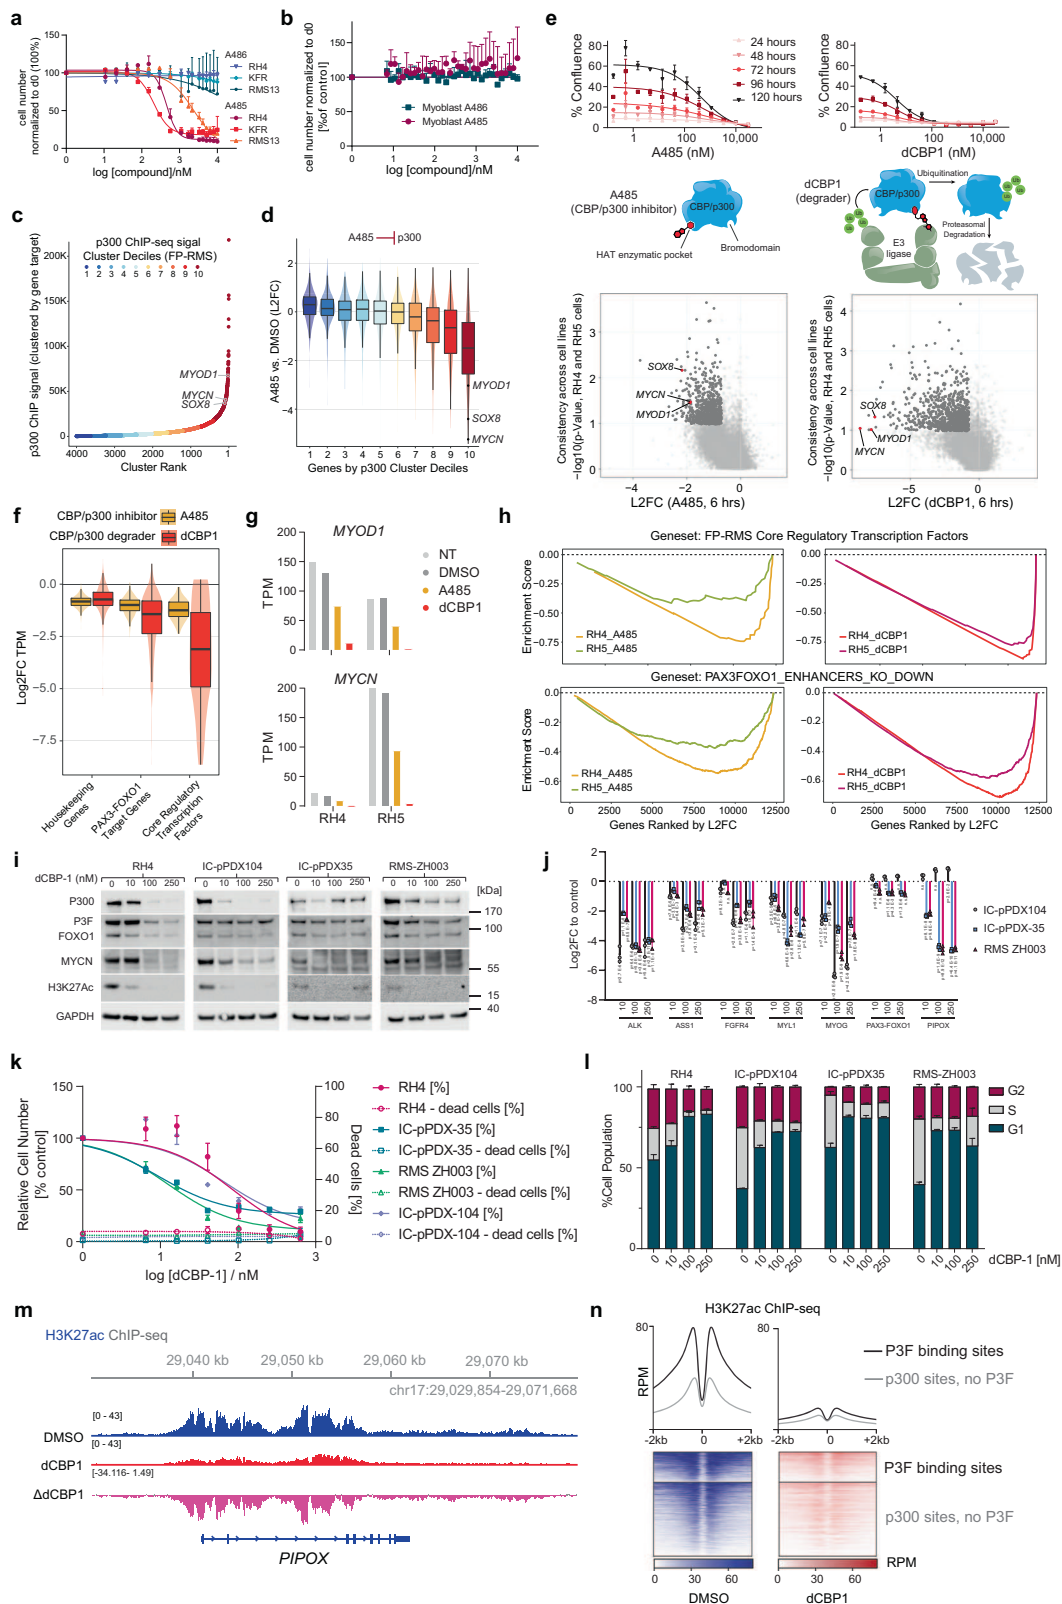 a
cell number
normalized to d0 (100%)
150
100
50
0
0
1
2
3
4
log [compound]/nM
A486
RH4
KFR
RMS13
A485
RH4
KFR
RMS13
b
cell number normalized to d0
[%of control]
150
100
50
0
0
1
2
3
4
log [compound]/nM
Myoblast A486
Myoblast A485
c
p300 ChIP-seq sigal
Cluster Deciles (FP-RMS)
1 2 3 4 5 6 7 8 9 10
p300 ChIP signal (clustered by gene target)
200K
150K
100K
50K
0
MYOD1
MYCN
SOX8
4000
3000
2000
1000
1
Cluster Rank
d
A485
p300
A485 vs. DMSO (L2FC)
2
0
−2
−4
MYOD1
SOX8
MYCN
1 2 3 4 5 6 7 8 9 10
Genes by p300 Cluster Deciles
e
% Confluence
80
60
40
20
0
1
100
10,000
A485 (nM)
24 hours
48 hours
72 hours
96 hours
120 hours
% Confluence
80
60
40
20
0
1
100
10,000
dCBP1 (nM)
A485
(CBP/p300 inhibitor)
CBP/p300
HAT enzymatic pocket
Bromodomain
dCBP1
(degrader)
CBP/p300
Ubiquitination
Proteasomal
Degradation
E3
ligase
Consistency across cell lines
−log10(p-Value, RH4 and RH5 cells)
3
2
1
0
SOX8
MYCN
MYOD1
−4
−2
0
L2FC (A485, 6 hrs)
Consistency across cell lines
−log10(p-Value, RH4 and RH5 cells)
4
3
2
1
0
SOX8
MYOD1
MYCN
−5
0
L2FC (dCBP1, 6 hrs)
f
CBP/p300 inhibitor
A485
CBP/p300 degrader
dCBP1
Log2FC TPM
0.0
−2.5
−5.0
−7.5
Housekeeping
Genes
PAX3-FOXO1
Target Genes
Core Regulatory
Transcription
Factors
g
MYOD1
TPM
200
150
100
50
0
NT
DMSO
A485
dCBP1
MYCN
TPM
200
150
100
50
0
RH4
RH5
h
Geneset: FP-RMS Core Regulatory Transcription Factors
Enrichment Score
0.00
−0.25
−0.50
−0.75
RH4_A485
RH5_A485
0.00
−0.25
−0.50
−0.75
RH4_dCBP1
RH5_dCBP1
Geneset: PAX3FOXO1_ENHANCERS_KO_DOWN
Enrichment Score
0.0
−0.2
−0.4
−0.6
RH4_A485
RH5_A485
0 2500 5000 7500 10000 12500
Genes Ranked by L2FC
0.0
−0.2
−0.4
−0.6
RH4_dCBP1
RH5_dCBP1
0 2500 5000 7500 10000 12500
Genes Ranked by L2FC
i
RH4
IC-pPDX104
IC-pPDX35
RMS-ZH003
dCBP-1 (nM)
0 10 100 250
0 10 100 250
0 10 100 250
0 10 100 250
[kDa]
P300
170
P3F
100
FOXO1
MYCN
55
H3K27Ac
15
40
GAPDH
j
Log2FC to control
2
0
-2
-4
-6
-8
IC-pPDX104
IC-pPDX-35
RMS ZH003
10 100 250
10 100 250
10 100 250
10 100 250
10 100 250
10 100 250
10 100 250
ALK
ASS1
FGFR4
MYL1
MYOG
PAX3-FOXO1
PIPOX
k
Relative Cell Number
[% control]
150
100
50
0
0
1
2
3
log [dCBP-1] / nM
100
80
60
40
20
0
Dead cells [%]
RH4 [%]
RH4 - dead cells [%]
IC-pPDX-35 [%]
IC-pPDX-35 - dead cells [%]
RMS ZH003 [%]
RMS ZH003 - dead cells [%]
IC-pPDX-104 [%]
IC-pPDX-104 - dead cells [%]
l
RH4
IC-pPDX104
IC-pPDX35
RMS-ZH003
%Cell Population
100
50
0
G2
S
G1
0 10 100 250
0 10 100 250
0 10 100 250
0 10 100 250
dCBP-1 [nM]
m
H3K27ac ChIP-seq
29,040 kb
29,050 kb
29,060 kb
29,070 kb
chr17:29,029,854-29,071,668
[0 - 43]
DMSO
[0 - 43]
dCBP1
[-34.116- 1.49]
ΔdCBP1
PIPOX
n
H3K27ac ChIP-seq
80
RPM
-2kb
0
+2kb
80
-2kb
0
+2kb
P3F binding sites
p300 sites, no P3F
P3F binding sites
p300 sites, no P3F
0 30 60
DMSO
0 30 60
RPM
dCBP1